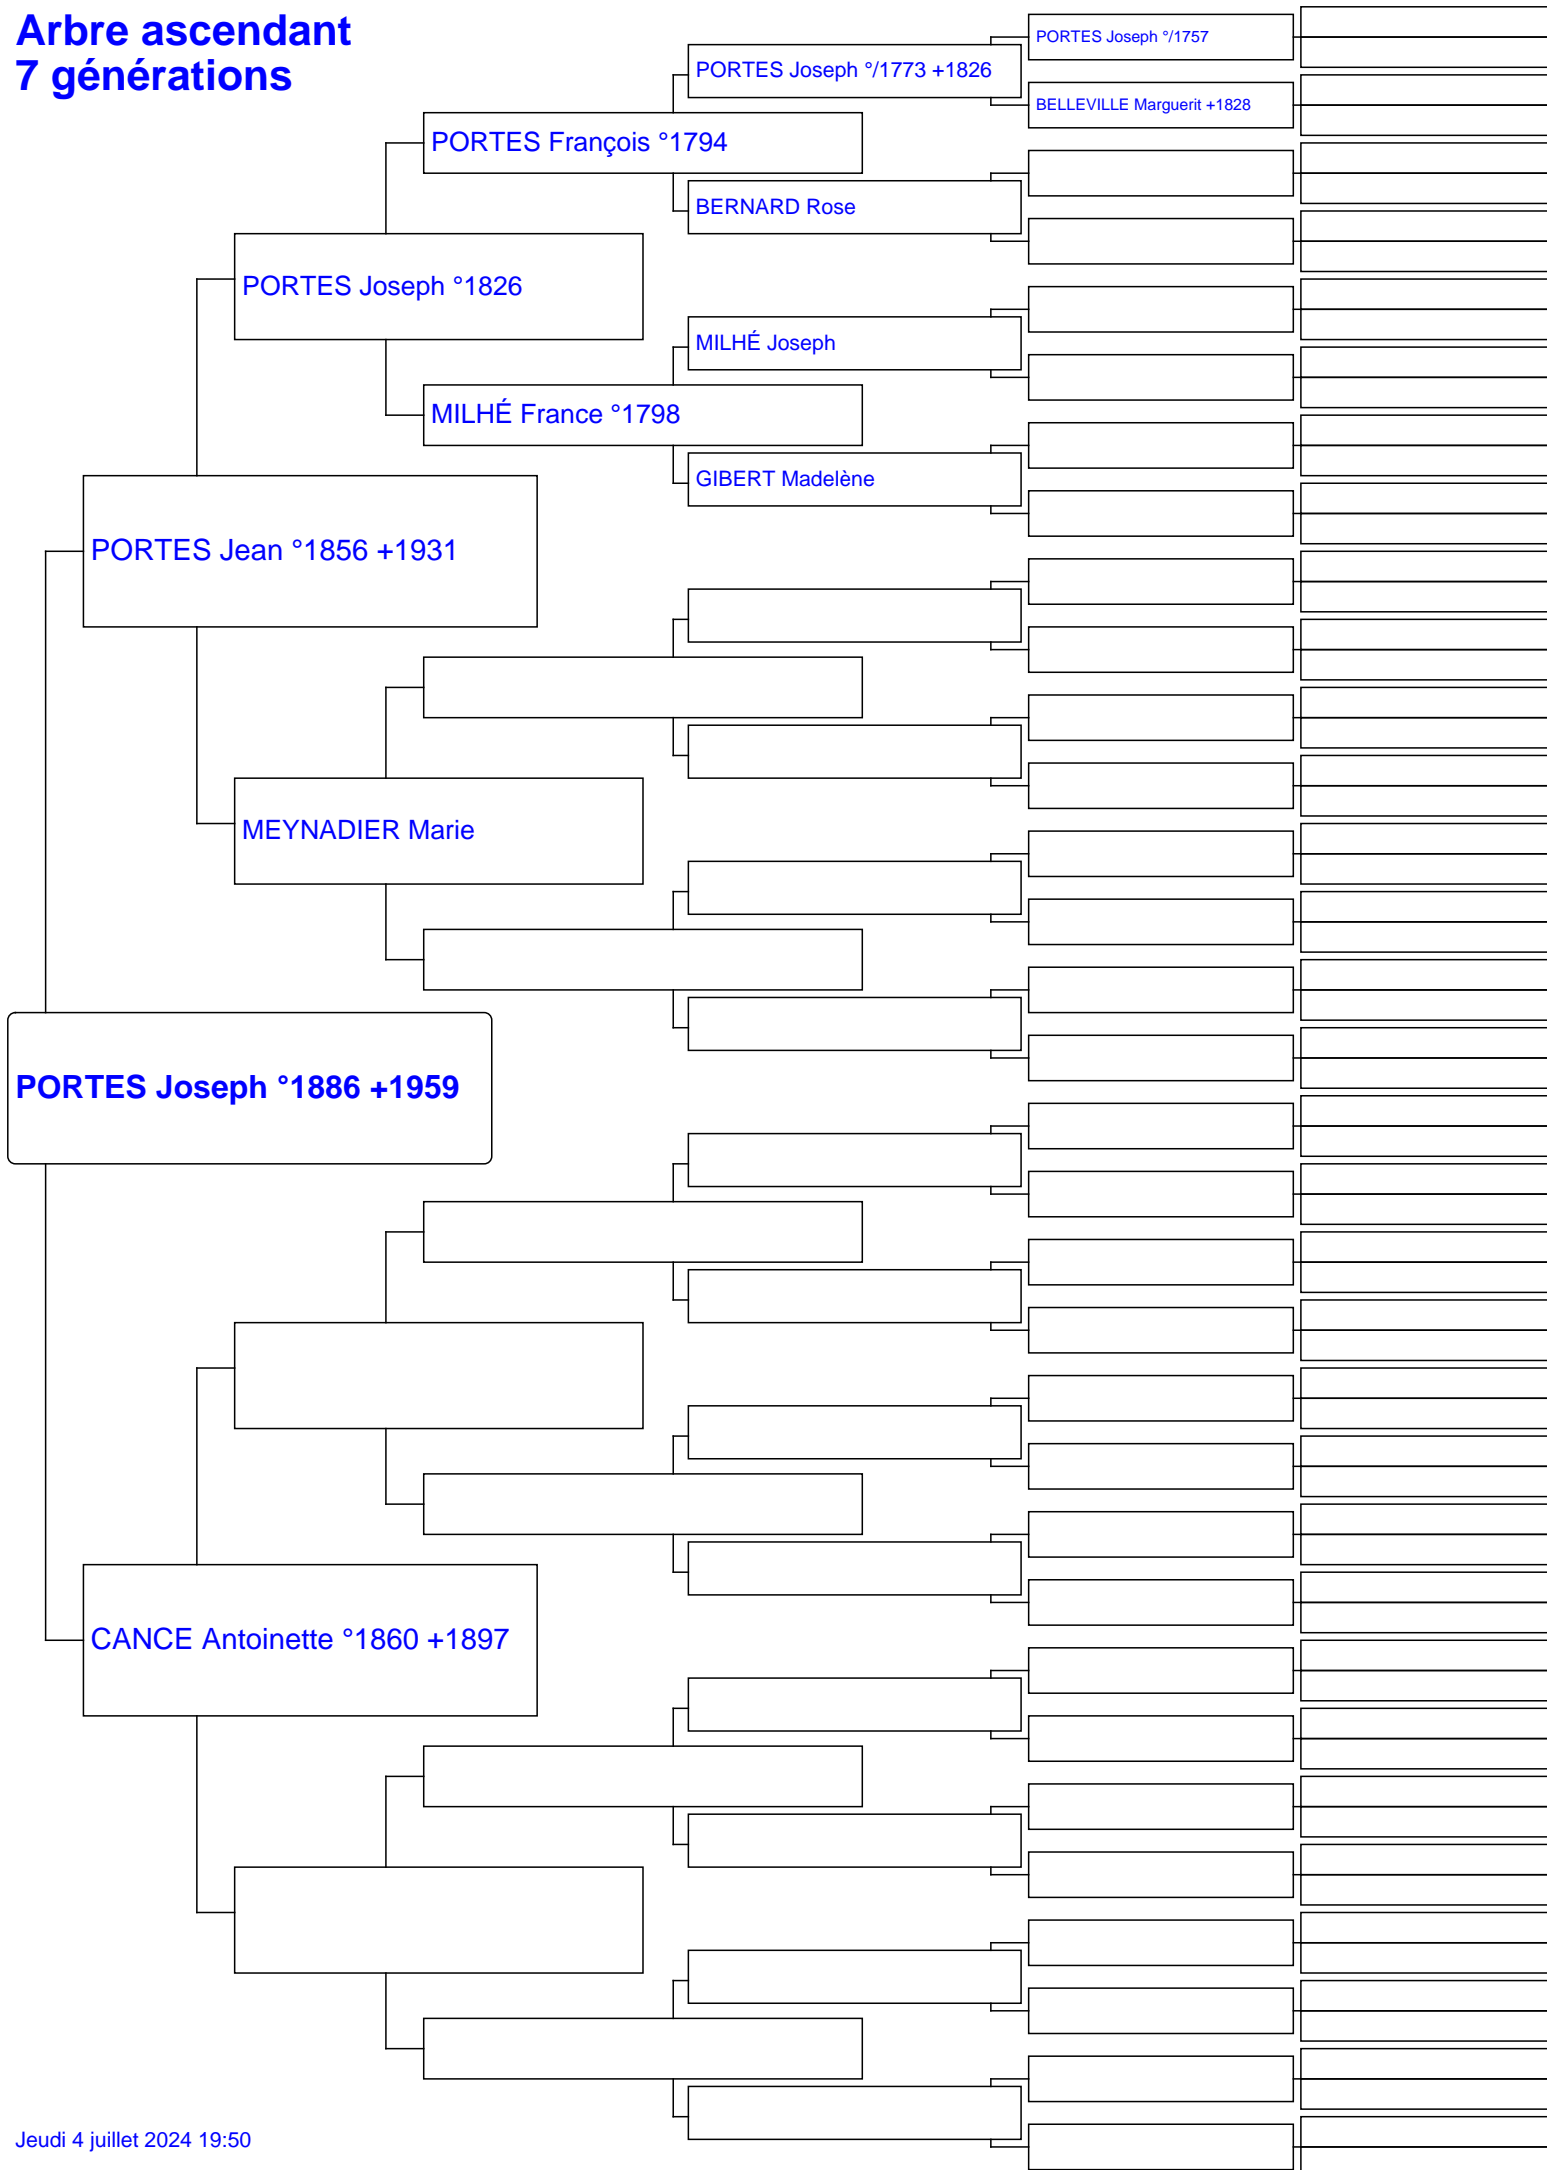 Arbre ascendant
7 générations
PORTES Joseph °/1757
PORTES Joseph °/1773 +1826
BELLEVILLE Marguerit +1828
PORTES François °1794
BERNARD Rose
PORTES Joseph °1826
MILHÉ Joseph
MILHÉ France °1798
GIBERT Madelène
PORTES Jean °1856 +1931
MEYNADIER Marie
PORTES Joseph °1886 +1959
CANCE Antoinette °1860 +1897
Jeudi 4 juillet 2024 19:50